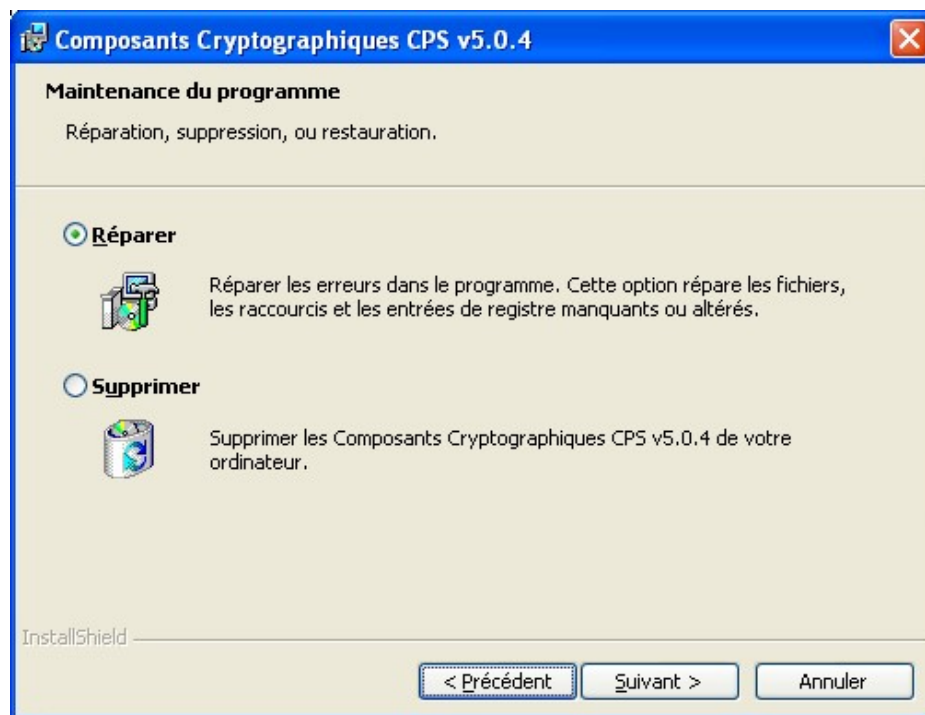 Composants Cryptographiques CPS v5.0.4
Maintenance du programme
Réparation, suppression, ou restauration.
Réparer
Réparer les erreurs dans le programme. Cette option répare les fichiers,
les raccourcis et les entrées de registre manquants ou altérés.
Supprimer
Supprimer les Composants Cryptographiques CPS v5.0.4 de votre
ordinateur.
InstallShield
< Précédent
Suivant >
Annuler